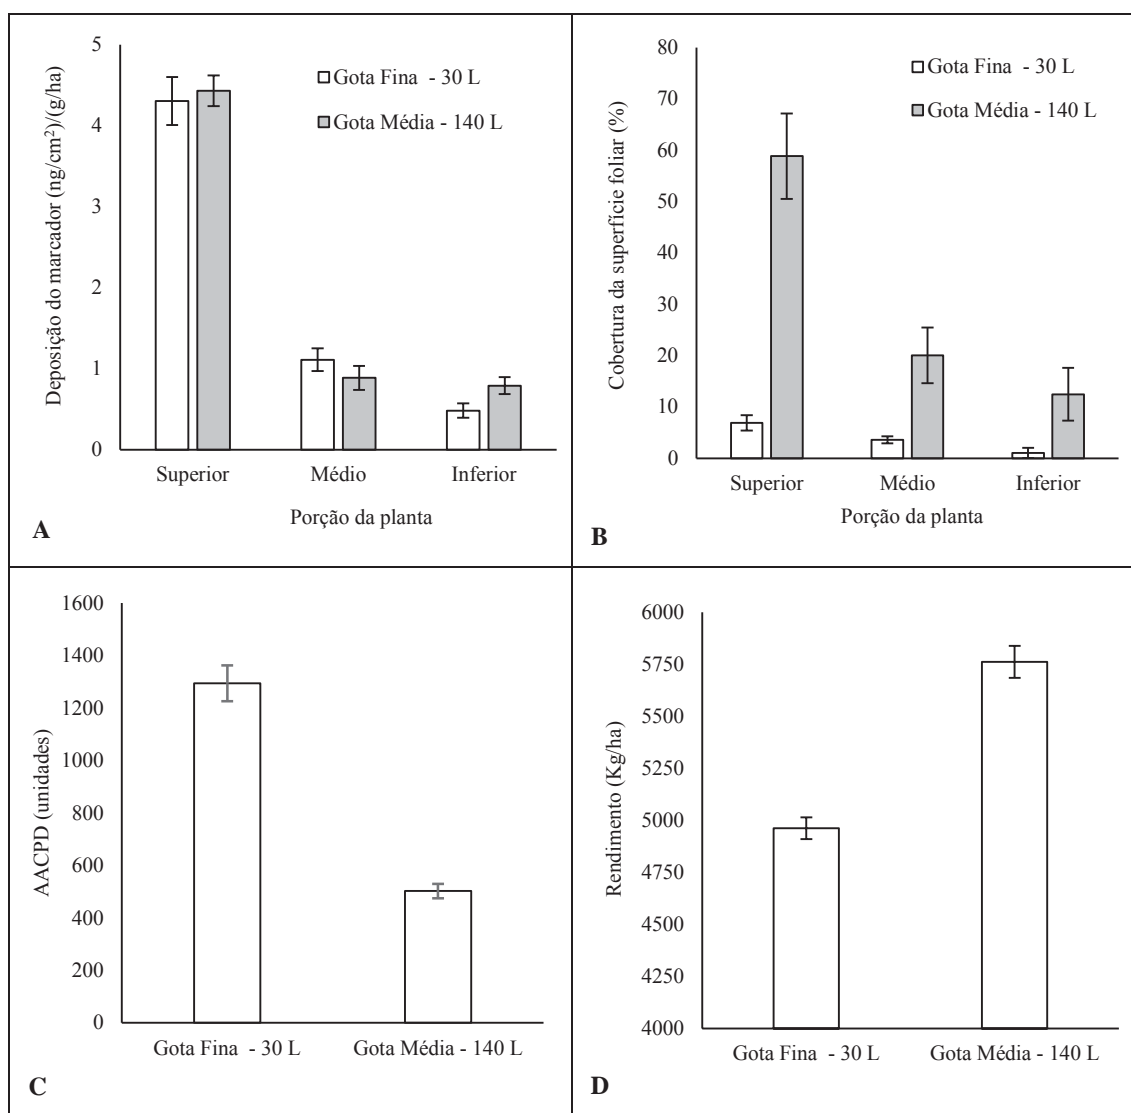 5
4
3
2
1
0
Deposição do marcador (ng/cm²)/(g/ha)
Gota Fina - 30 L
Gota Média - 140 L
Superior Médio Inferior
Porção da planta
A
80
70
60
50
40
30
20
10
0
Cobertura da superfície foliar (%)
Gota Fina - 30 L
Gota Média - 140 L
Superior Médio Inferior
Porção da planta
B
1600
1400
1200
1000
800
600
400
200
0
AACPD (unidades)
Gota Fina - 30 L Gota Média - 140 L
C
6000
5750
5500
5250
5000
4750
4500
4250
4000
Rendimento (Kg/ha)
Gota Fina - 30 L Gota Média - 140 L
D